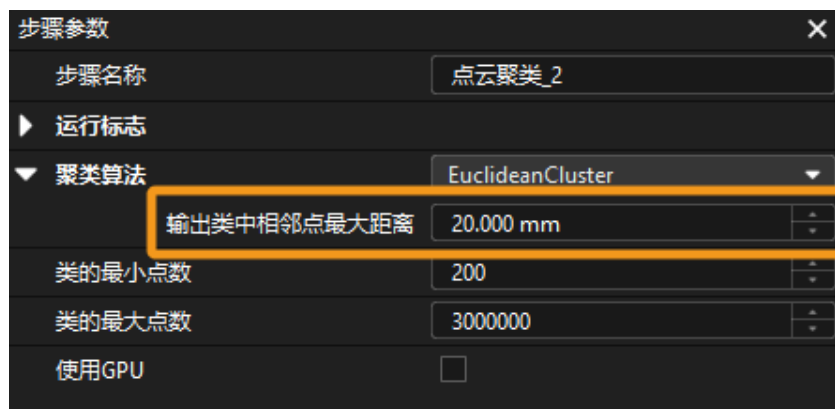 步骤参数
步骤名称 点云聚类_2
运行标志
聚类算法 EuclideanCluster
输出类中相邻点最大距离 20.000 mm
类的最小点数 200
类的最大点数 3000000
使用GPU